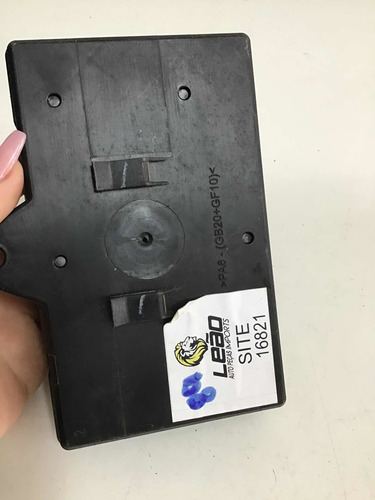 >PA6-(GB20+GF10)<
Leão
AUTO PEÇAS IMPORTS
SITE
16821